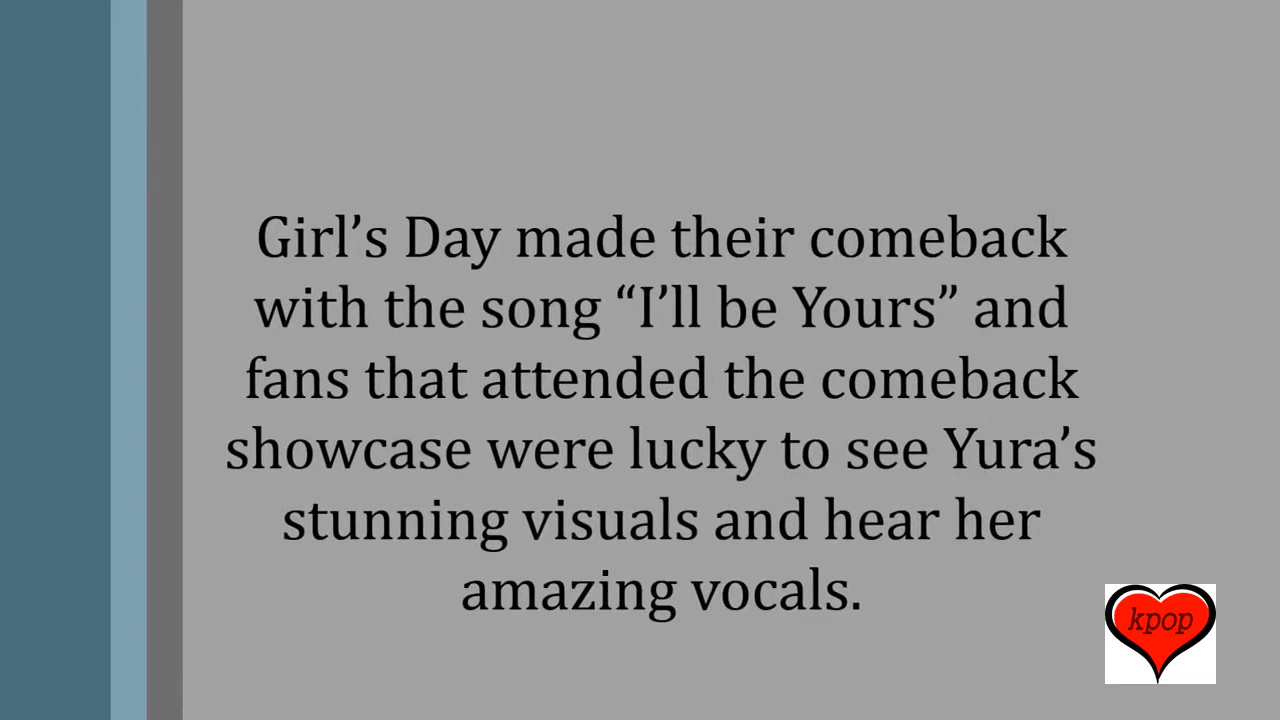 Girl’s Day made their comeback
with the song “I’ll be Yours” and
fans that attended the comeback
showcase were lucky to see Yura’s
stunning visuals and hear her
amazing vocals.
kpop